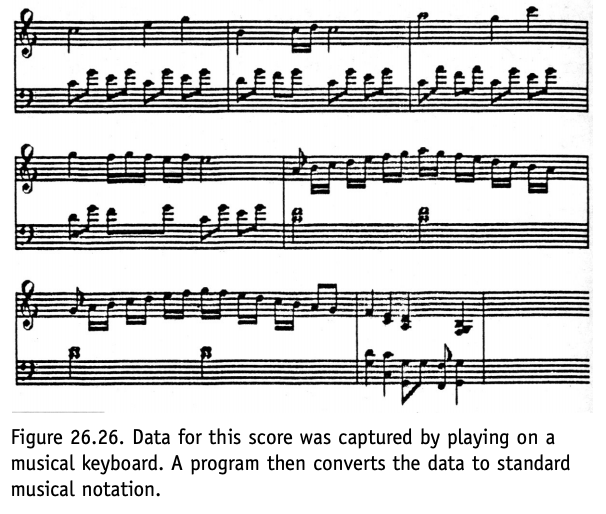 Figure 26.26. Data for this score was captured by playing on a
musical keyboard. A program then converts the data to standard
musical notation.